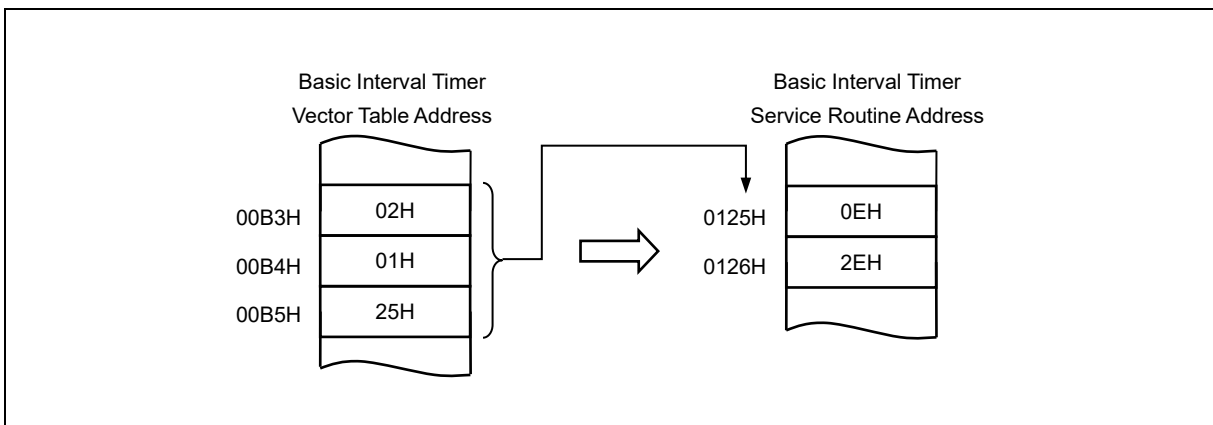 Basic Interval Timer
Vector Table Address
00B3H 02H
00B4H 01H
00B5H 25H
Basic Interval Timer
Service Routine Address
0125H 0EH
0126H 2EH